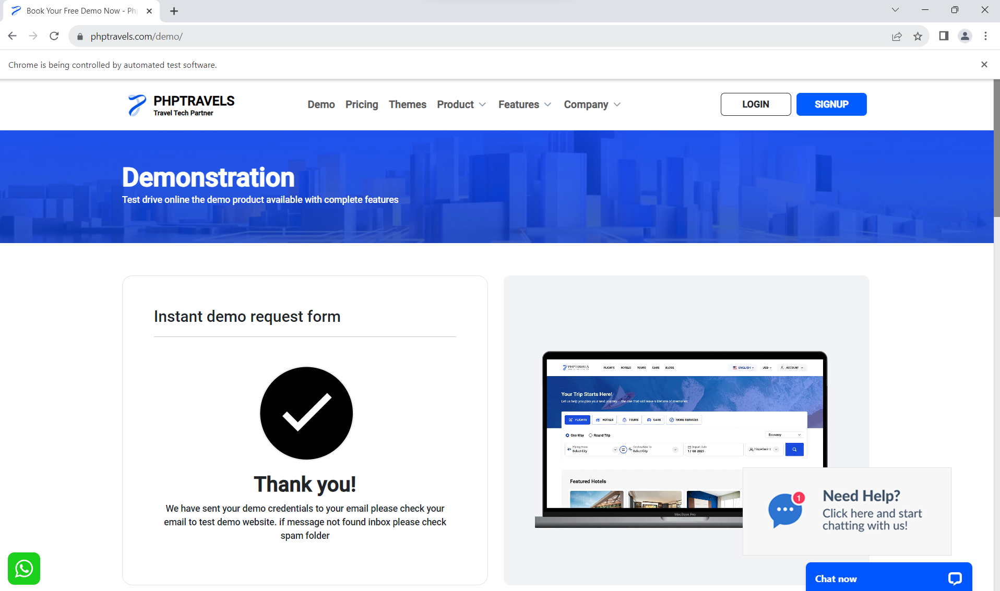 Book Your Free Demo Now - Ph
phptravels.com/demo/
Chrome is being controlled by automated test software.
PHPTRAVELS
Travel Tech Partner
Demo Pricing Themes Product Features Company
LOGIN SIGNUP
Demonstration
Test drive online the demo product available with complete features
Instant demo request form
Thank you!
We have sent your demo credentials to your email please check your
email to test demo website. if message not found inbox please check
spam folder
PHPTRAVELS
FLIGHTS HOTELS TOURS CARS BLOGS
ENGLISH USD ACCOUNT
Your Trip Starts Here!
Let us help you plan your next journey — the one that will leave a lifetime of memories.
FLIGHTS HOTELS TOURS CARS MORE SERVICES
One Way Round Trip
Economy
Flying From Destination To Depart Date
Select City Select City 17-08-2023
Travellers 1
Featured Hotels
MacBook Pro
1
Need Help?
Click here and start
chatting with us!
Chat now